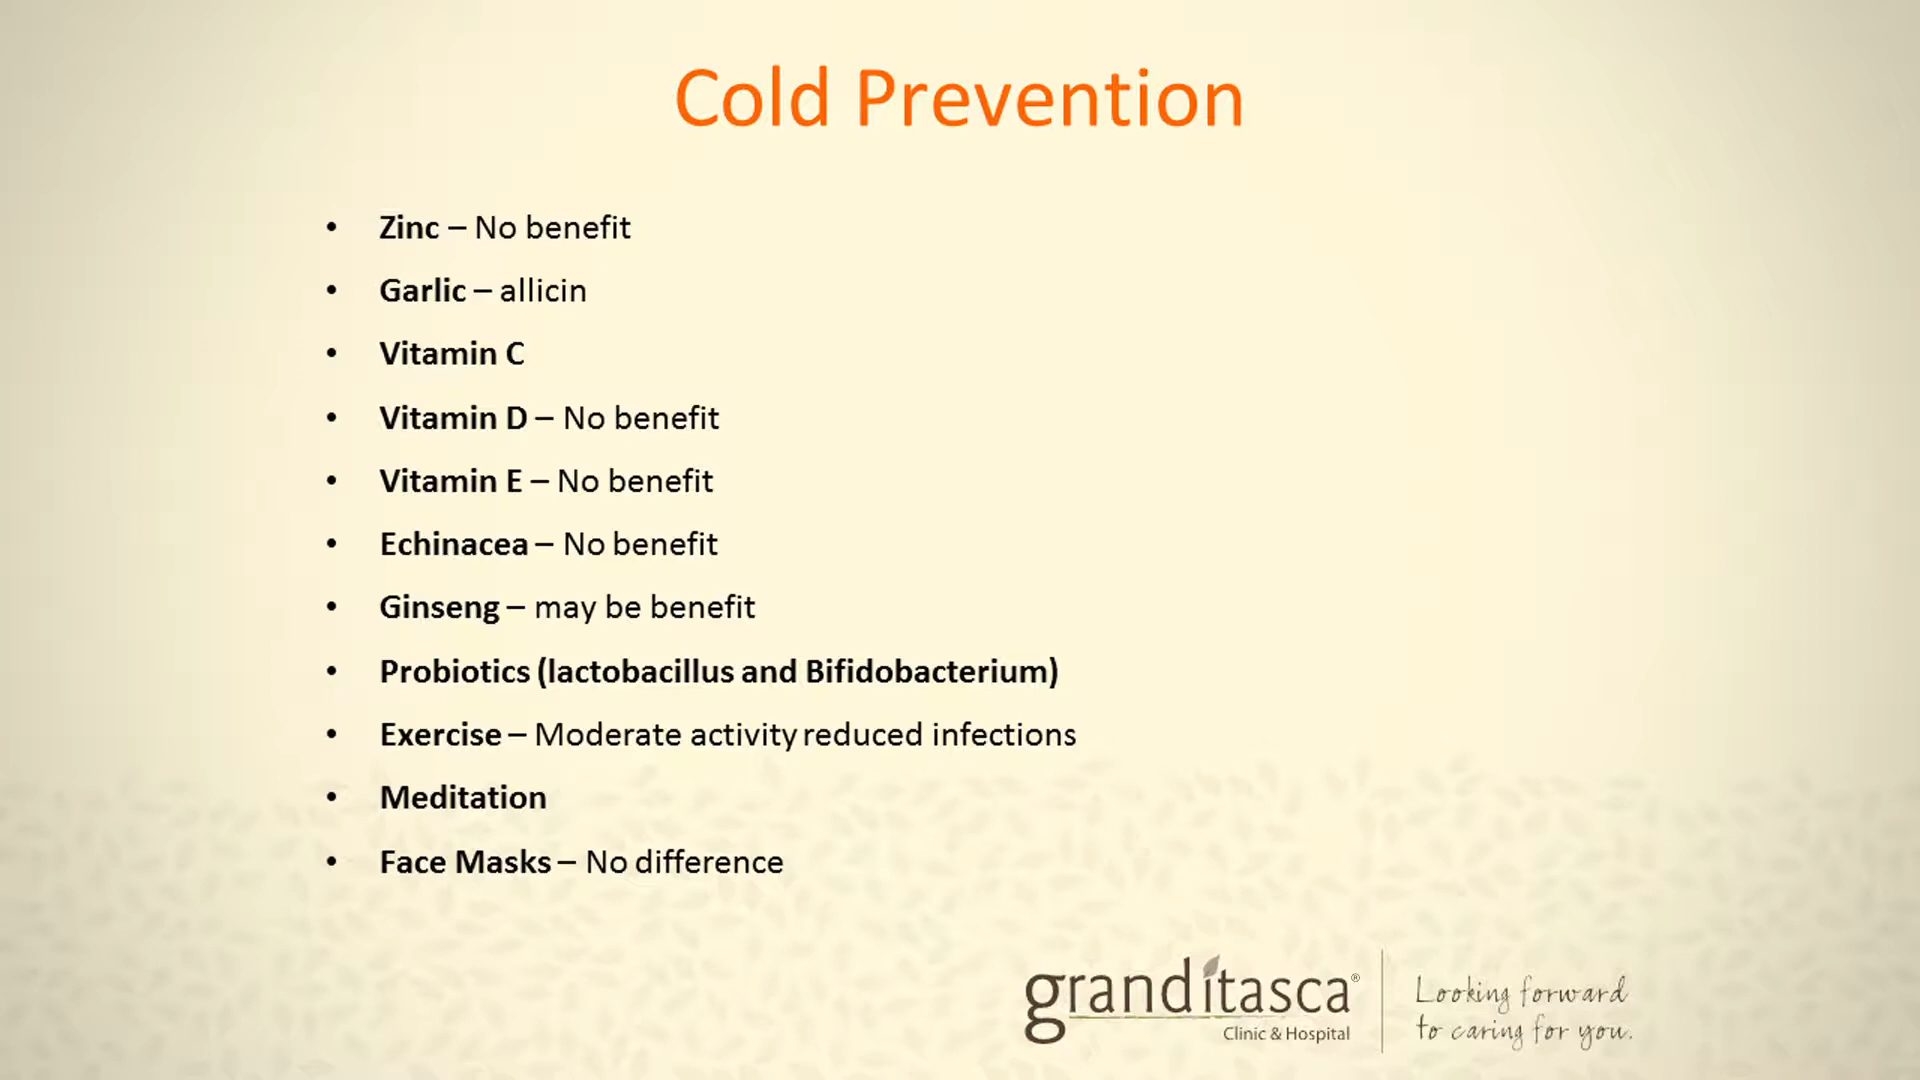 Cold Prevention
• Zinc – No benefit
• Garlic – allicin
• Vitamin C
• Vitamin D – No benefit
• Vitamin E – No benefit
• Echinacea – No benefit
• Ginseng – may be benefit
• Probiotics (lactobacillus and Bifidobacterium)
• Exercise – Moderate activity reduced infections
• Meditation
• Face Masks – No difference
granditasca®
Clinic & Hospital
Looking forward
to caring for you.